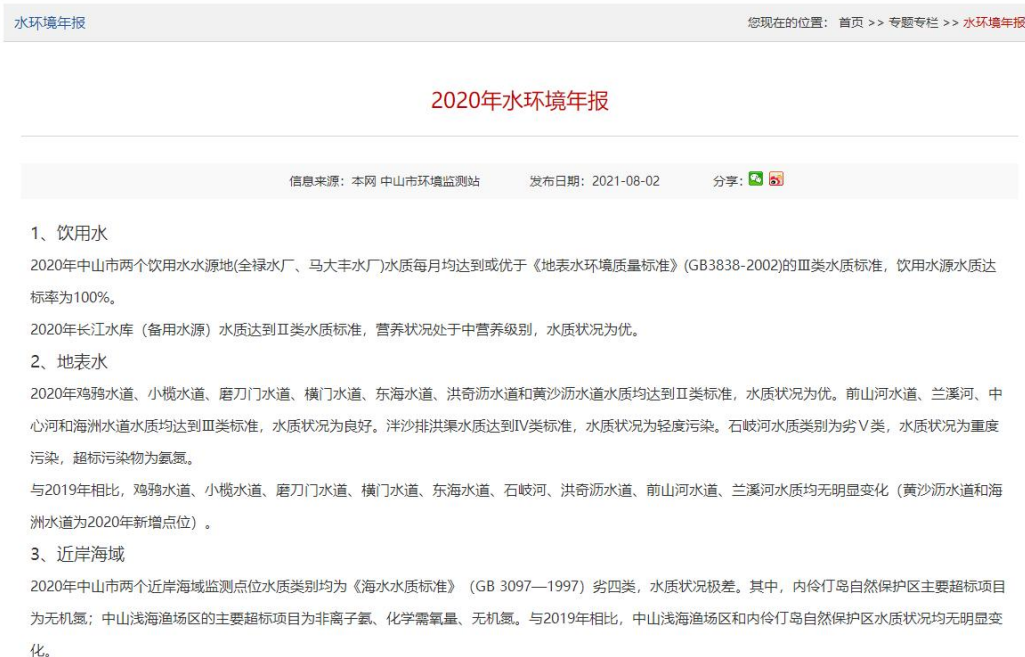 水环境年报
您现在的位置： 首页 >> 专题专栏 >> 水环境年报
2020年水环境年报
信息来源：本网 中山市环境监测站 发布日期：2021-08-02 分享：
1、饮用水
2020年中山市两个饮用水水源地(全禄水厂、马大丰水厂)水质每月均达到或优于《地表水环境质量标准》(GB3838-2002)的Ⅲ类水质标准，饮用水源水质达
标率为100%。
2020年长江水库（备用水源）水质达到Ⅱ类水质标准，营养状况处于中营养级别，水质状况为优。
2、地表水
2020年鸡鸦水道、小榄水道、磨刀门水道、横门水道、东海水道、洪奇沥水道和黄沙沥水道水质均达到Ⅱ类标准，水质状况为优。前山河水道、兰溪河、中
心河和海洲水道水质均达到Ⅲ类标准，水质状况为良好。泮沙排洪渠水质达到Ⅳ类标准，水质状况为轻度污染。石岐河水质类别为劣Ⅴ类，水质状况为重度
污染，超标污染物为氨氮。
与2019年相比，鸡鸦水道、小榄水道、磨刀门水道、横门水道、东海水道、石岐河、洪奇沥水道、前山河水道、兰溪河水质均无明显变化（黄沙沥水道和海
洲水道为2020年新增点位）。
3、近岸海域
2020年中山市两个近岸海域监测点位水质类别均为《海水水质标准》（GB 3097—1997）劣四类，水质状况极差。其中，内伶仃岛自然保护区主要超标项目
为无机氮；中山浅海渔场区的主要超标项目为非离子氨、化学需氧量、无机氮。与2019年相比，中山浅海渔场区和内伶仃岛自然保护区水质状况均无明显变
化。